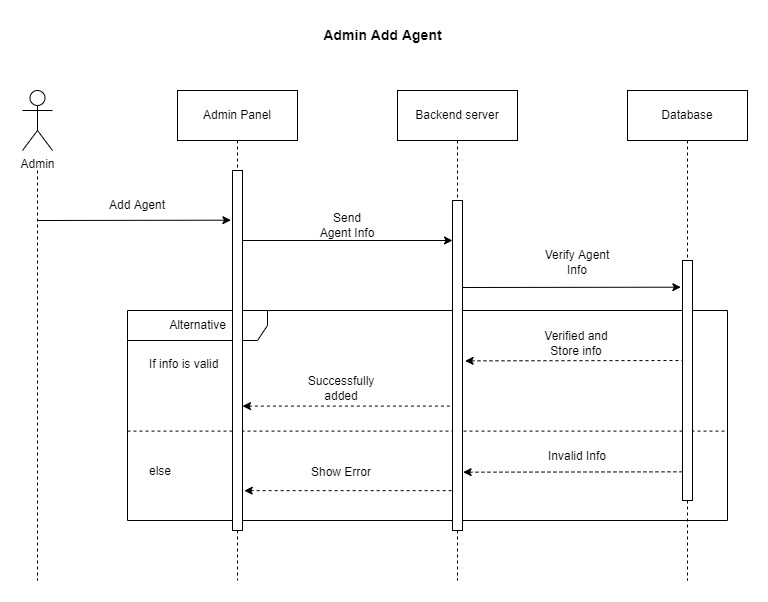 Admin Add Agent
Admin Panel
Backend server
Database
Admin
Add Agent
Send
Agent Info
Verify Agent
Info
Alternative
If info is valid
Verified and
Store info
Successfully
added
else
Invalid Info
Show Error